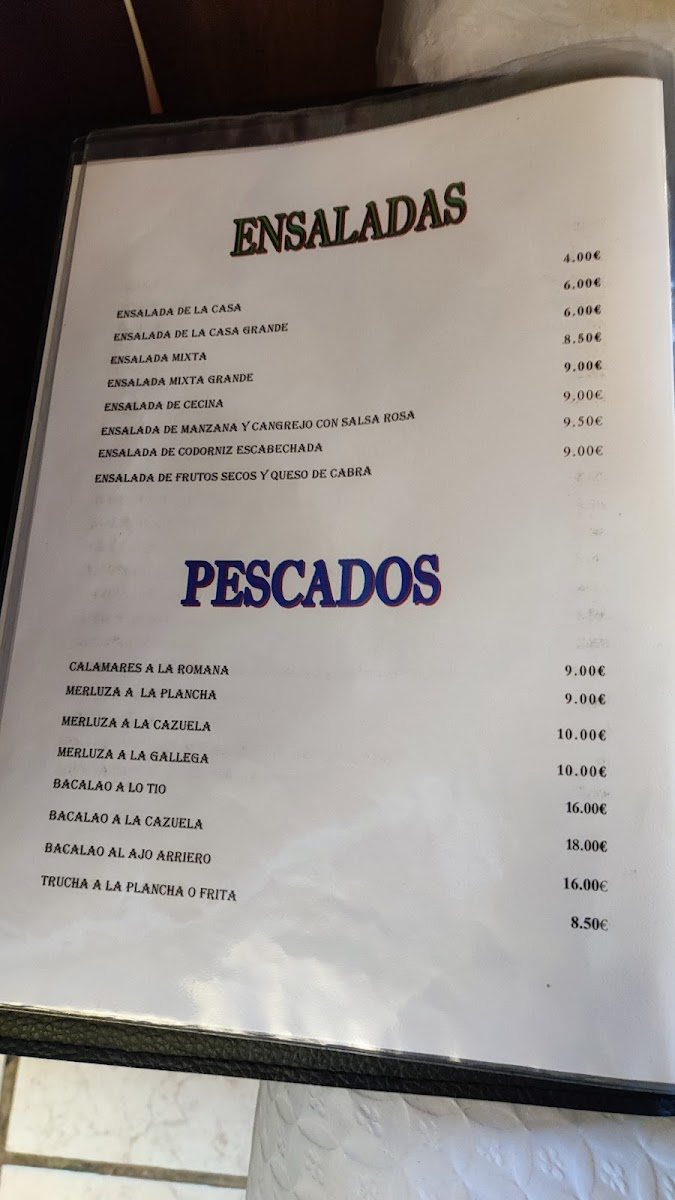 ENSALADAS
ENSALADA DE LA CASA 4.00€
ENSALADA DE LA CASA GRANDE 6.00€
ENSALADA MIXTA 6.00€
ENSALADA MIXTA GRANDE 8.50€
ENSALADA DE CECINA 9.00€
ENSALADA DE MANZANA Y CANGREJO CON SALSA ROSA 9.00€
ENSALADA DE CODORNIZ ESCABECHADA 9.50€
ENSALADA DE FRUTOS SECOS Y QUESO DE CABRA 9.00€
PESCADOS
CALAMARES A LA ROMANA 9.00€
MERLUZA A LA PLANCHA 9.00€
MERLUZA A LA CAZUELA 10.00€
MERLUZA A LA GALLEGA 10.00€
BACALAO A LO TIO 16.00€
BACALAO A LA CAZUELA 18.00€
BACALAO AL AJO ARRIERO 16.00€
TRUCHA A LA PLANCHA O FRITA 8.50€